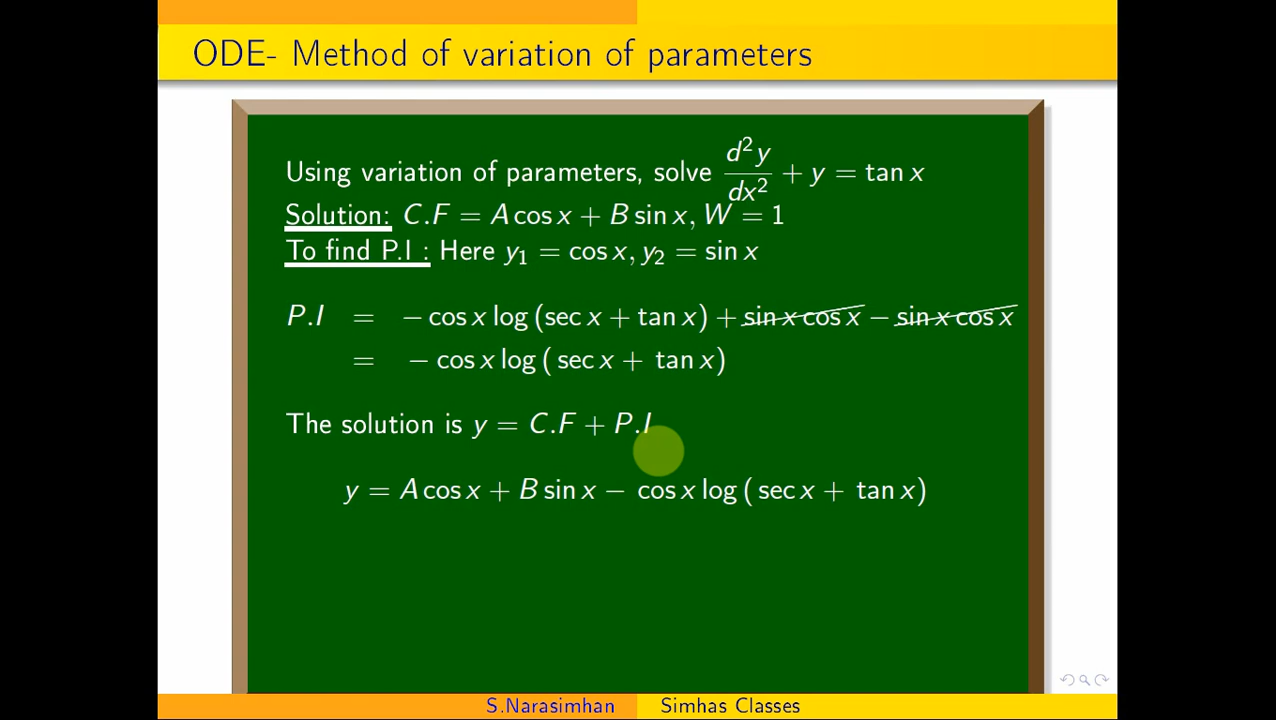 ODE- Method of variation of parameters
Using variation of parameters, solve d²y/dx² + y = tan x
Solution: C.F = A cos x + B sin x, W = 1
To find P.I : Here y₁ = cos x, y₂ = sin x
P.I = − cos x log (sec x + tan x) + sin x cos x − sin x cos x
= − cos x log ( sec x + tan x)
The solution is y = C.F + P.I
y = A cos x + B sin x − cos x log ( sec x + tan x)
S.Narasimhan Simhas Classes